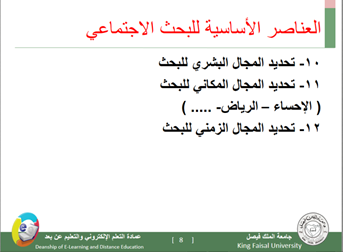 العناصر الأساسية للبحث الاجتماعي
١٠- تحديد المجال البشري للبحث
١١- تحديد المجال المكاني للبحث
( الإحساء – الرياض- ..... )
١٢- تحديد المجال الزمني للبحث
جامعة الملك فيصل
King Faisal University
[ 8 ]
عمادة التعلم الإلكتروني والتعليم عن بعد
Deanship of E-Learning and Distance Education